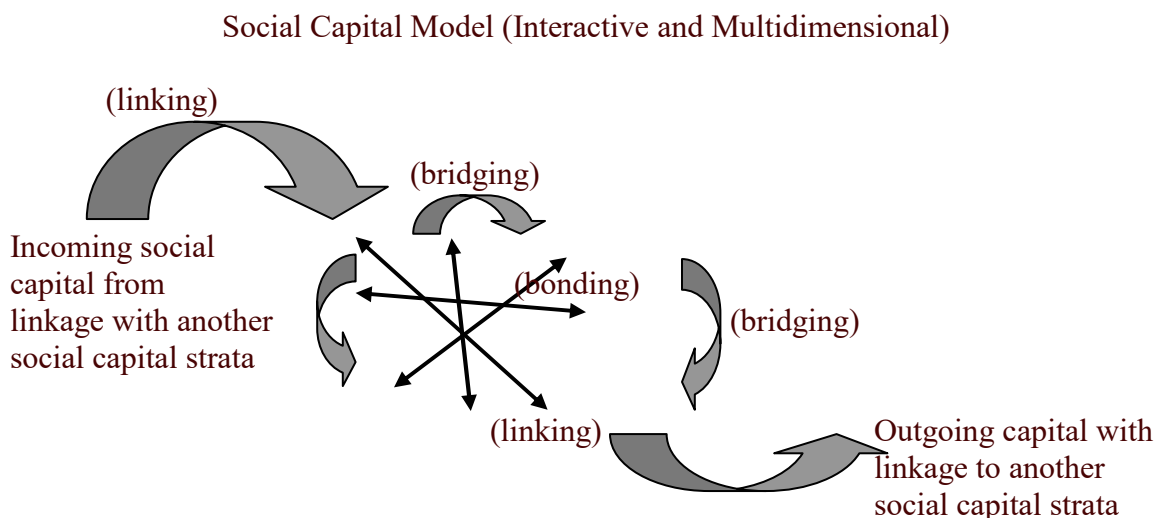 Social Capital Model (Interactive and Multidimensional)
(linking)
(bridging)
Incoming social
capital from
linkage with another
social capital strata
(bonding)
(bridging)
(linking)
Outgoing capital with
linkage to another
social capital strata